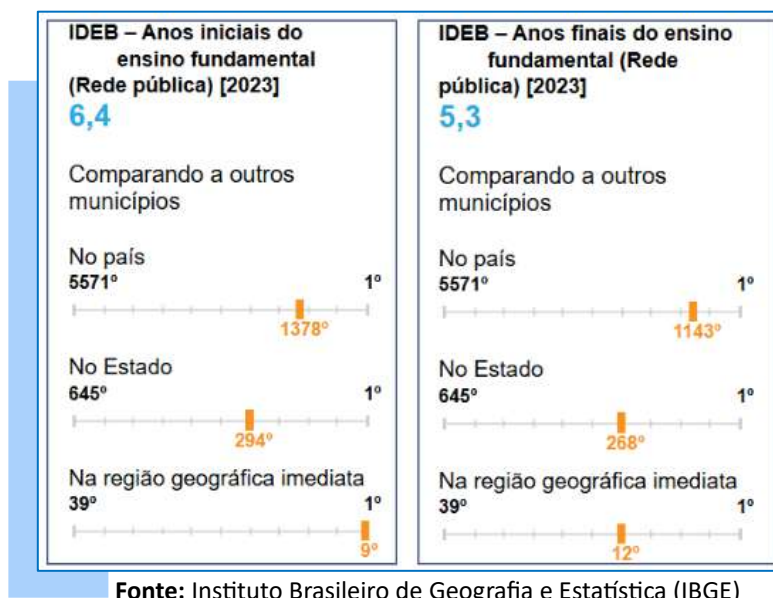 IDEB – Anos iniciais do
ensino fundamental
(Rede pública) [2023]
6,4
Comparando a outros
municípios
No país
5571º 1º
1378º
No Estado
645º 1º
294º
Na região geográfica imediata
39º 1º
9º
IDEB – Anos finais do ensino
fundamental (Rede
pública) [2023]
5,3
Comparando a outros
municípios
No país
5571º 1º
1143º
No Estado
645º 1º
268º
Na região geográfica imediata
39º 1º
12º
Fonte: Instituto Brasileiro de Geografia e Estatística (IBGE)